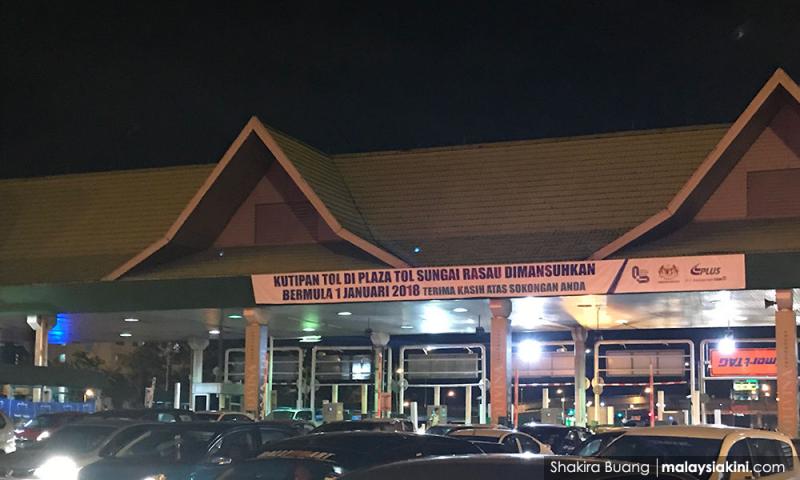 KUTIPAN TOL DI PLAZA TOL SUNGAI RASAU DIMANSUHKAN
BERMULA 1 JANUARI 2018 TERIMA KASIH ATAS SOKONGAN ANDA
PLUS
SmartTAG
Shakira Buang | malaysiakini.com